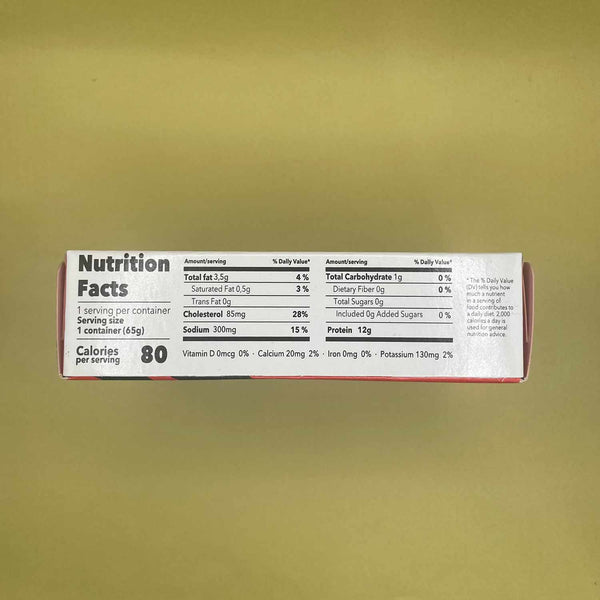 Nutrition
Facts
1 serving per container
Serving size
1 container (65g)
Calories
per serving
80
Amount/serving % Daily Value*
Total fat 3,5g 4 %
Saturated Fat 0,5g 3 %
Trans Fat 0g
Cholesterol 85mg 28%
Sodium 300mg 15 %
Amount/serving % Daily Value*
Total Carbohydrate 1g 0 %
Dietary Fiber 0g 0 %
Total Sugars 0g
Included 0g Added Sugars 0 %
Protein 12g
Vitamin D 0mcg 0% · Calcium 20mg 2% · Iron 0mg 0% · Potassium 130mg 2%
* The % Daily Value
(DV) tells you how
much a nutrient
in a serving of
food contributes to
a daily diet. 2,000
calories a day is
used for general
nutrition advice.